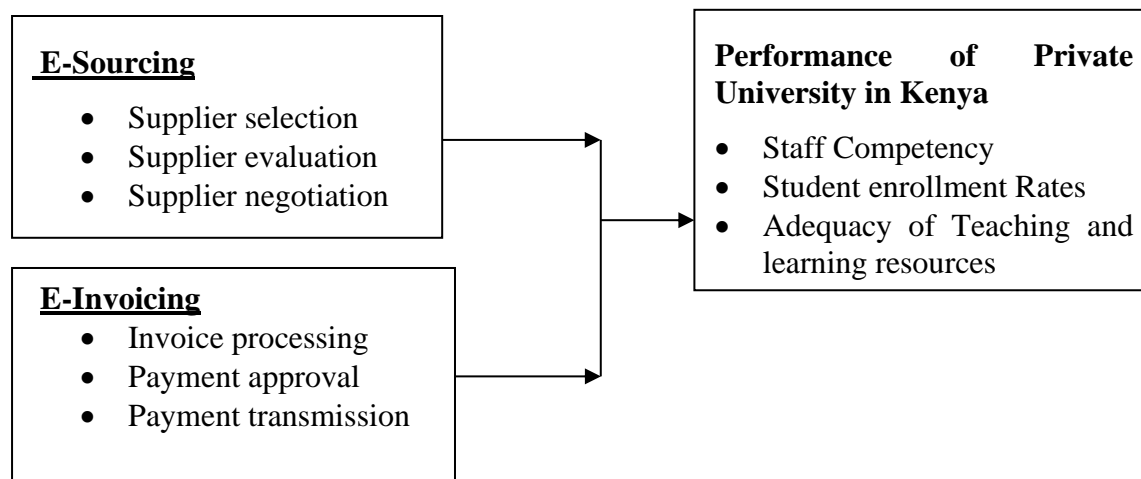 E-Sourcing
• Supplier selection
• Supplier evaluation
• Supplier negotiation
E-Invoicing
• Invoice processing
• Payment approval
• Payment transmission
Performance of Private
University in Kenya
• Staff Competency
• Student enrollment Rates
• Adequacy of Teaching and
learning resources